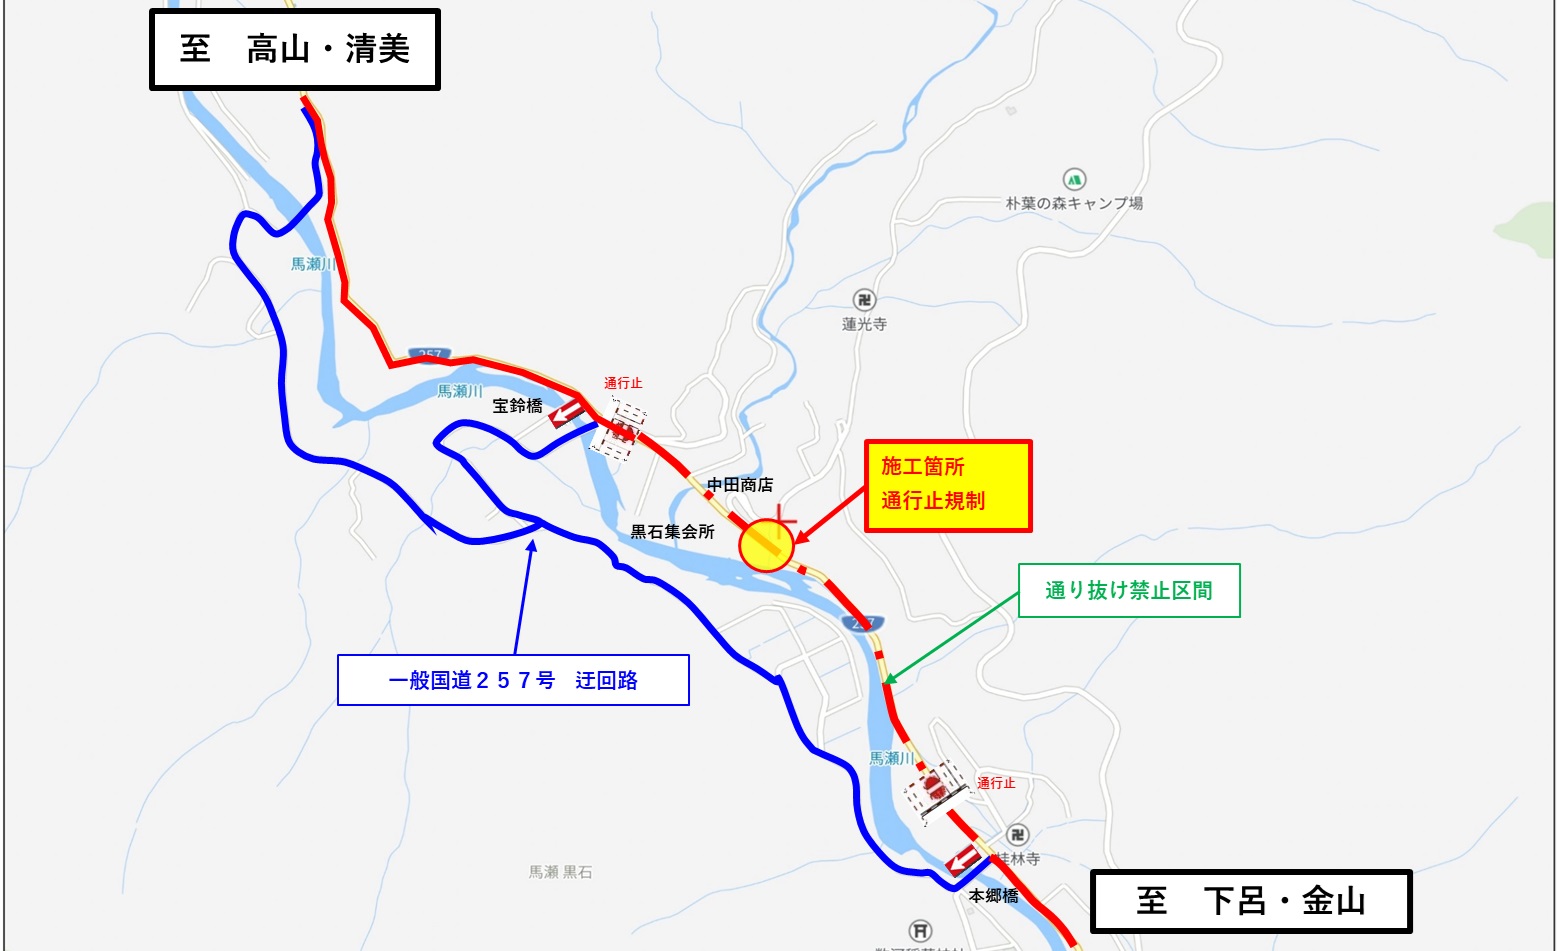 至　高山・清美
朴葉の森キャンプ場
馬瀬川
蓮光寺
257
通行止
馬瀬川
宝鈴橋
施工箇所
通行止規制
中田商店
黒石集会所
通り抜け禁止区間
一般国道２５７号　迂回路
馬瀬川
通行止
桂林寺
馬瀬 黒石
本郷橋
至　下呂・金山